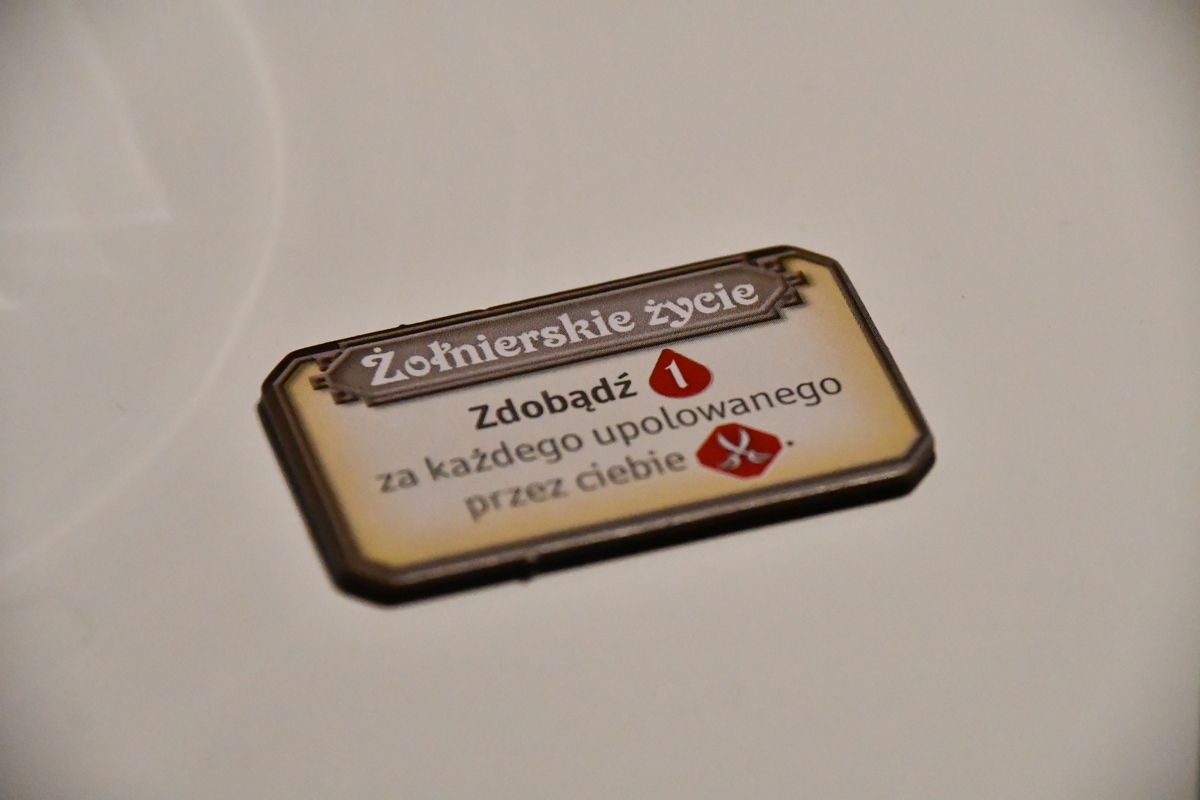 Żołnierskie życie
Zdobądź 1
za każdego upolowanego
przez ciebie .